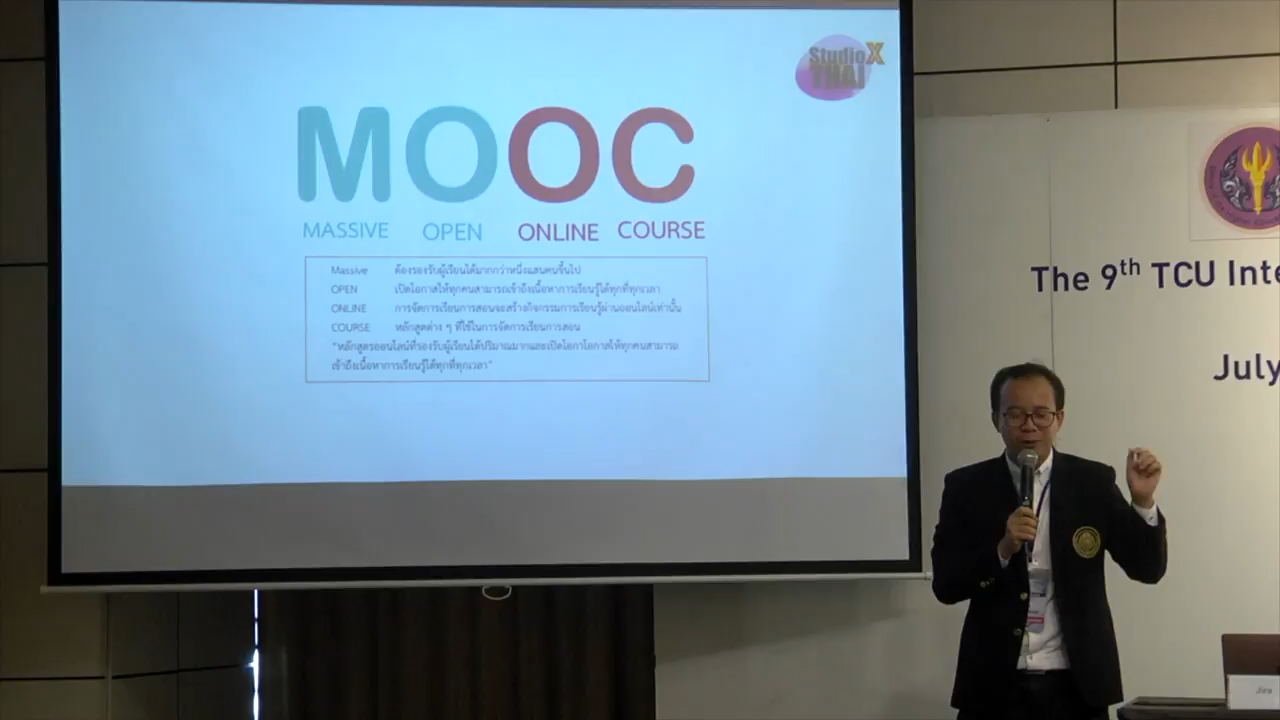 Studio X
THAI
MOOC
MASSIVE OPEN ONLINE COURSE
Massive ต้องรองรับผู้เรียนได้มากกว่าหนึ่งแสนคนขึ้นไป
OPEN เปิดโอกาสให้ทุกคนสามารถเข้าถึงเนื้อหาการเรียนรู้ได้ทุกที่ทุกเวลา
ONLINE การจัดการเรียนการสอนจะสร้างกิจกรรมการเรียนรู้ผ่านออนไลน์เท่านั้น
COURSE หลักสูตต่าง ๆ ที่ใช้ในการจัดการเรียนการสอน
"หลักสูตรออนไลน์ที่รองรับผู้เรียนได้ปริมาณมากและเปิดโอกาโอกาสให้ทุกคนสามารถ
เข้าถึงเนื้อหาการเรียนรู้ได้ทุกที่ทุกเวลา"
The 9th TCU Inte
July
Jira